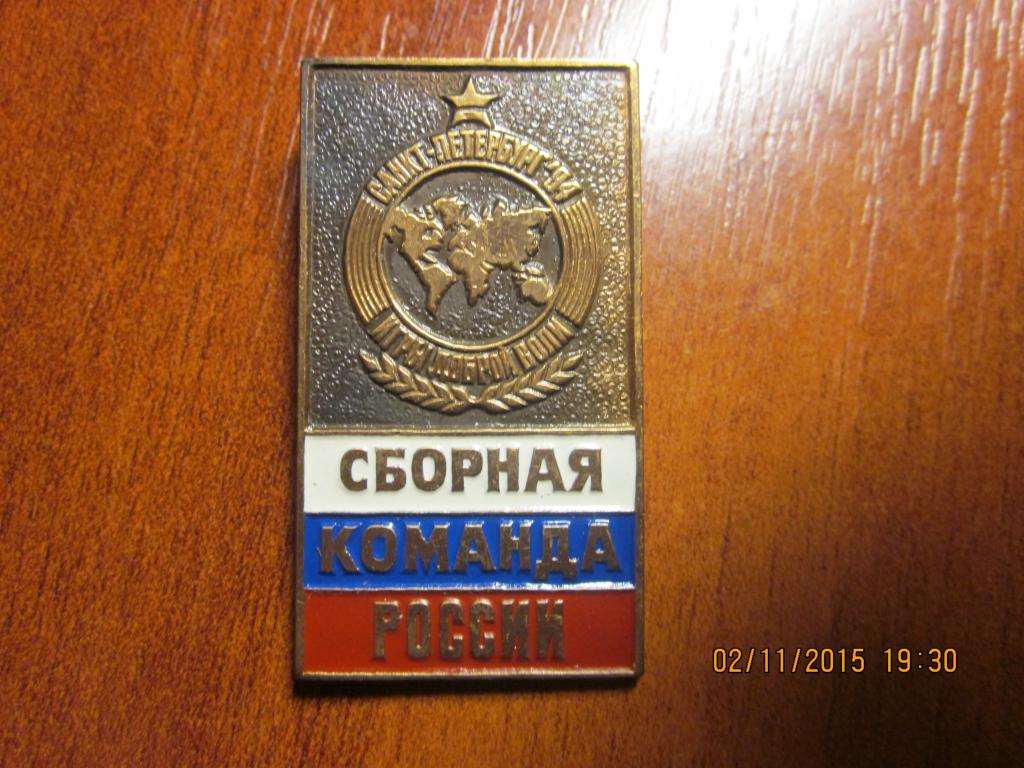 САНКТ-ПЕТЕРБУРГ-94
ИГРЫ ДОБРОЙ ВОЛИ
СБОРНАЯ
КОМАНДА
РОССИИ
02/11/2015 19:30